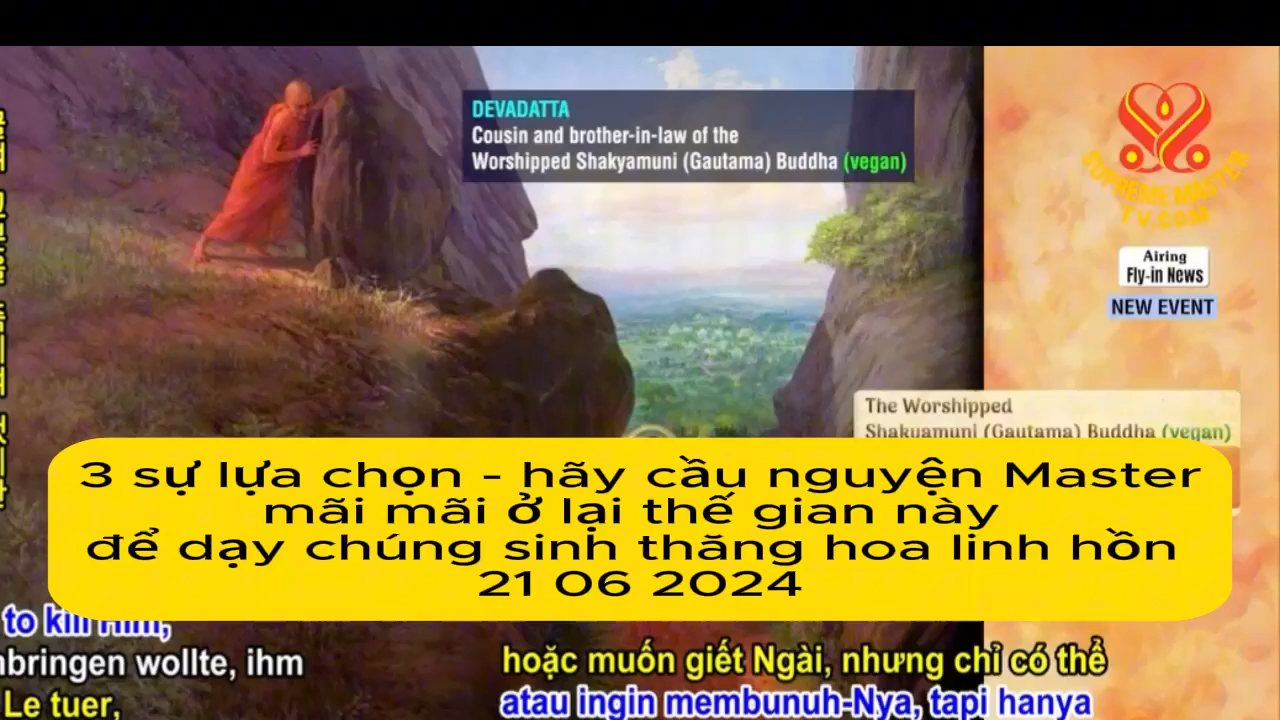 DEVADATTA
Cousin and brother-in-law of the
Worshipped Shakyamuni (Gautama) Buddha (vegan)
SUPREME MASTER
TV.COM
Airing
Fly-in News
NEW EVENT
The Worshipped
Shakyamuni (Gautama) Buddha (vegan)
3 sự lựa chọn - hãy cầu nguyện Master
mãi mãi ở lại thế gian này
để dạy chúng sinh thăng hoa linh hồn
21 06 2024
to kill Him,
nbringen wollte, ihm
Le tuer,
hoặc muốn giết Ngài, nhưng chỉ có thể
atau ingin membunuh-Nya, tapi hanya